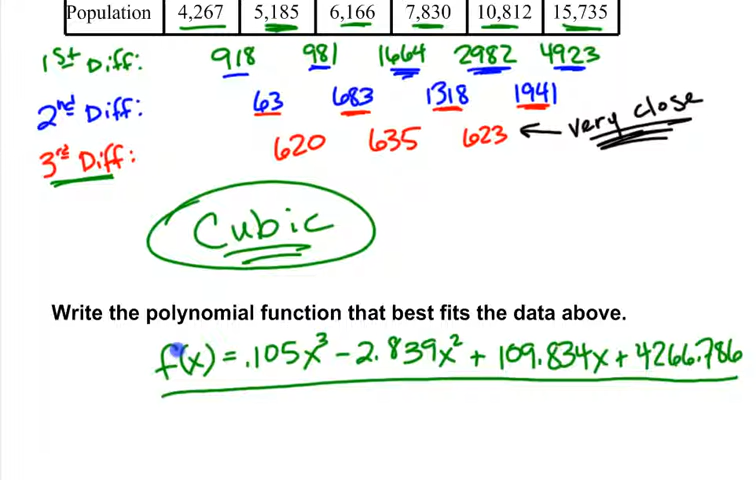 Population 4,267 5,185 6,166 7,830 10,812 15,735
1st Diff: 918 981 1664 2982 4923
2nd Diff: 63 683 1318 1941
3rd Diff: 620 635 623 ← very close
Cubic
Write the polynomial function that best fits the data above.
f(x) = .105x³ − 2.839x² + 109.834x + 4266.786